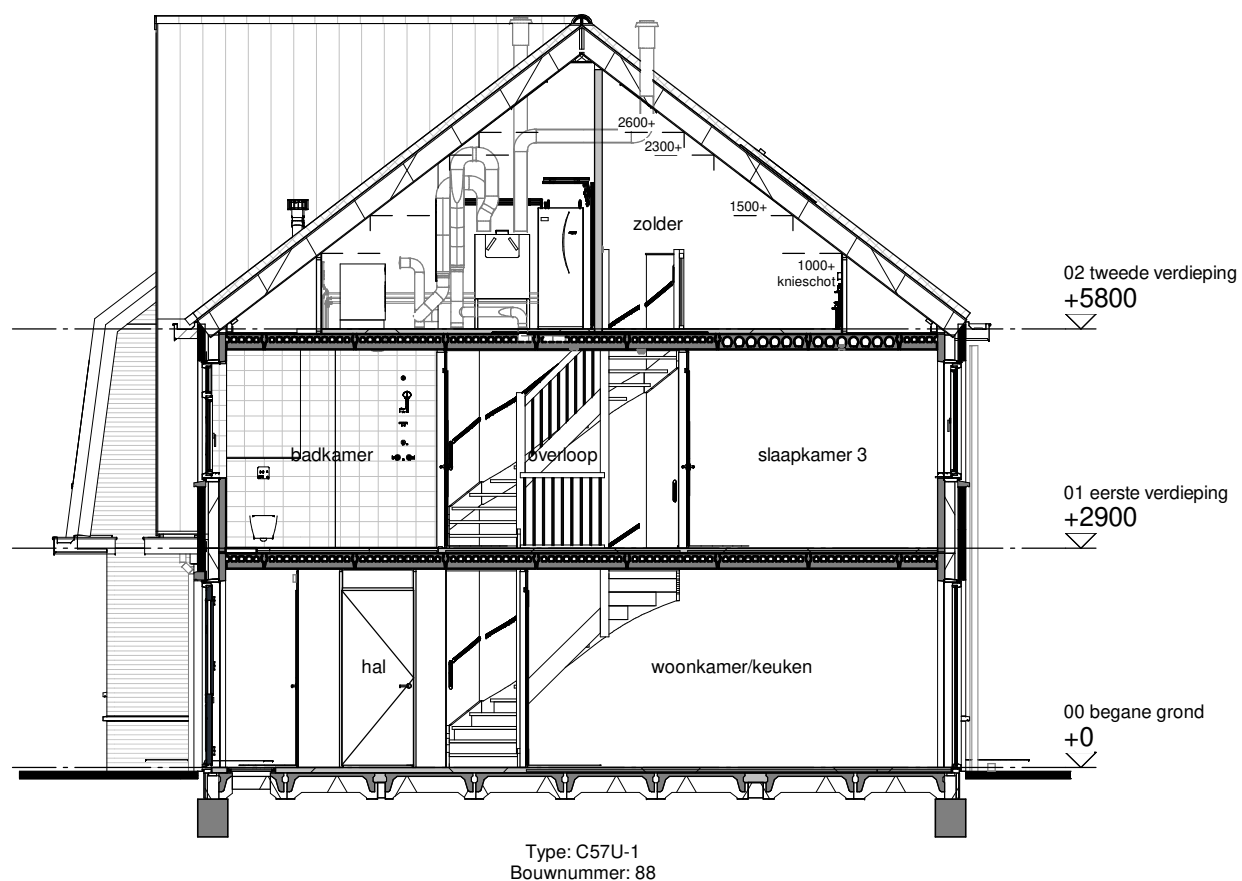 2600+
2300+
1500+
zolder
1000+
knieschot
02 tweede verdieping
+5800
badkamer
overloop
slaapkamer 3
01 eerste verdieping
+2900
hal
woonkamer/keuken
00 begane grond
+0
Type: C57U-1
Bouwnummer: 88